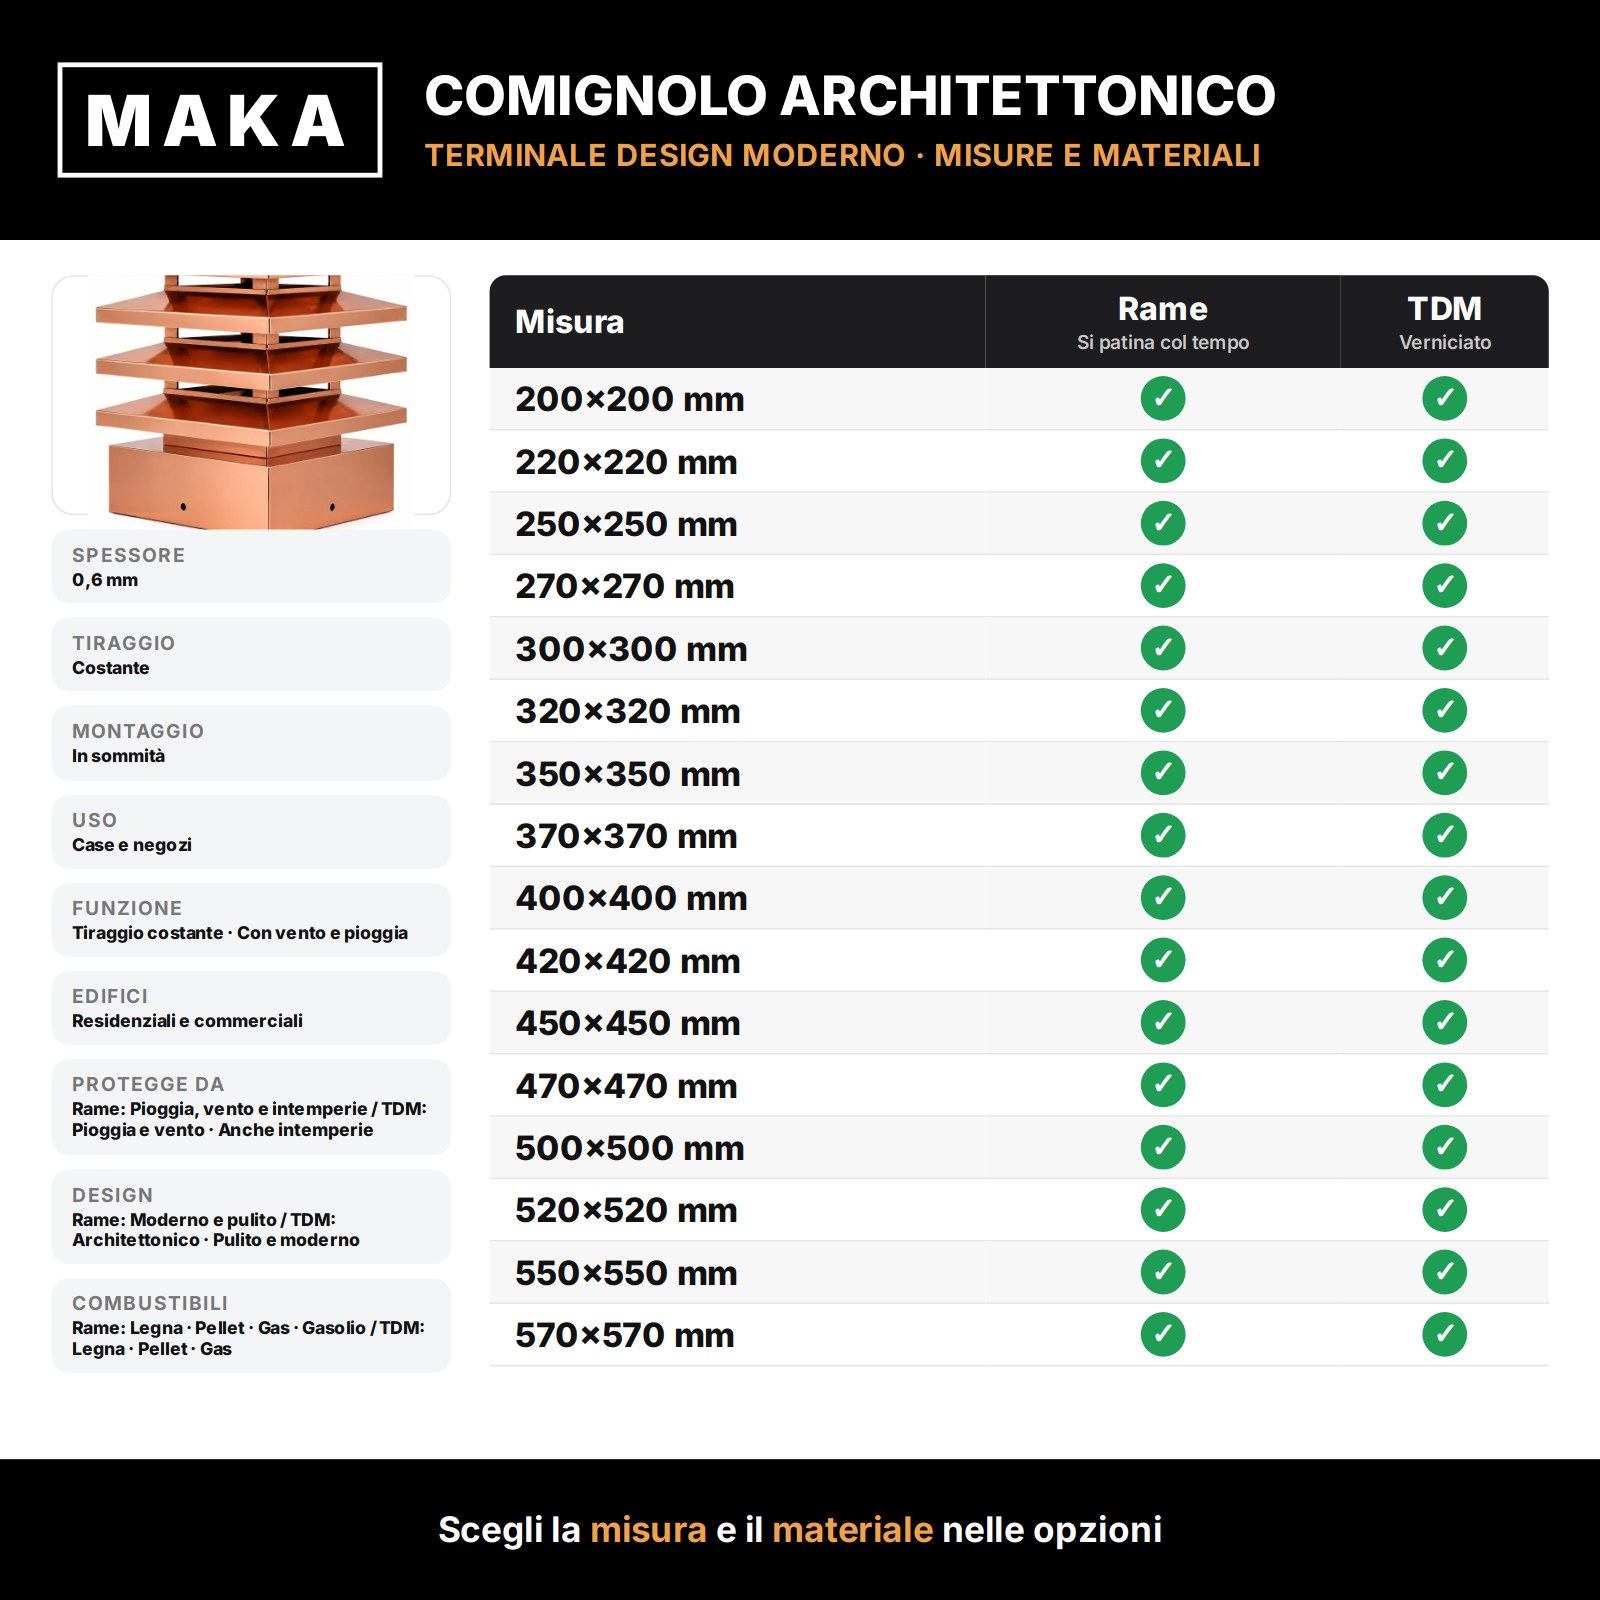 MAKA
COMIGNOLO ARCHITETTONICO
TERMINALE DESIGN MODERNO · MISURE E MATERIALI
SPESSORE
0,6 mm
TIRAGGIO
Costante
MONTAGGIO
In sommità
USO
Case e negozi
FUNZIONE
Tiraggio costante · Con vento e pioggia
EDIFICI
Residenziali e commerciali
PROTEGGE DA
Rame: Pioggia, vento e intemperie / TDM:
Pioggia e vento · Anche intemperie
DESIGN
Rame: Moderno e pulito / TDM:
Architettonico · Pulito e moderno
COMBUSTIBILI
Rame: Legna · Pellet · Gas · Gasolio / TDM:
Legna · Pellet · Gas
Misura Rame TDM
Si patina col tempo Verniciato
200×200 mm ✓ ✓
220×220 mm ✓ ✓
250×250 mm ✓ ✓
270×270 mm ✓ ✓
300×300 mm ✓ ✓
320×320 mm ✓ ✓
350×350 mm ✓ ✓
370×370 mm ✓ ✓
400×400 mm ✓ ✓
420×420 mm ✓ ✓
450×450 mm ✓ ✓
470×470 mm ✓ ✓
500×500 mm ✓ ✓
520×520 mm ✓ ✓
550×550 mm ✓ ✓
570×570 mm ✓ ✓
Scegli la misura e il materiale nelle opzioni